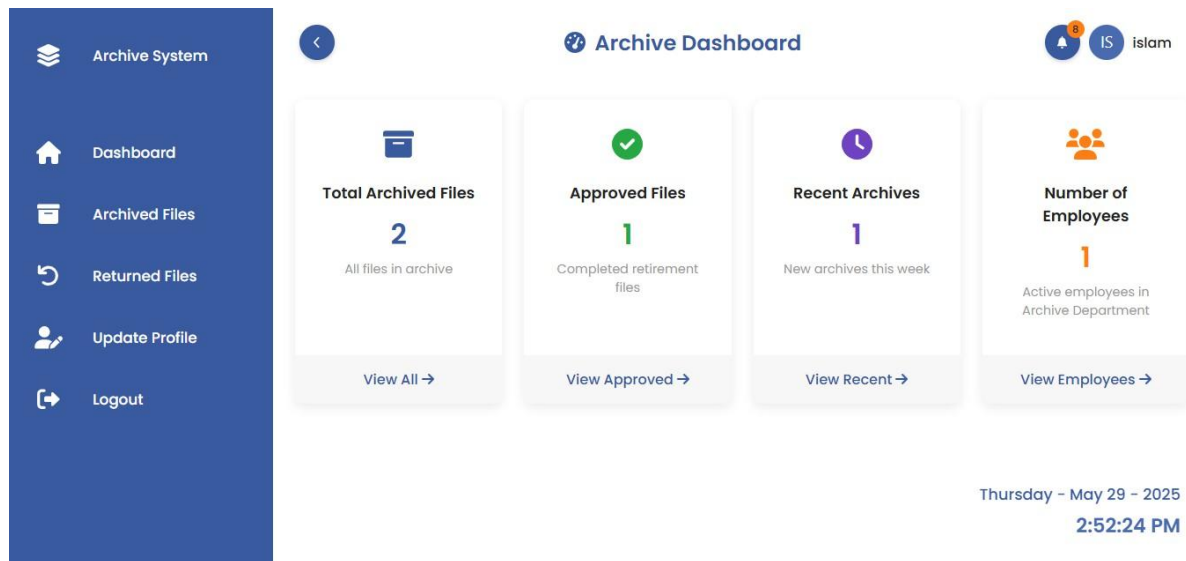 Archive System
Dashboard
Archived Files
Returned Files
Update Profile
Logout
Archive Dashboard
8
IS
islam
Total Archived Files
2
All files in archive
View All →
Approved Files
1
Completed retirement
files
View Approved →
Recent Archives
1
New archives this week
View Recent →
Number of
Employees
1
Active employees in
Archive Department
View Employees →
Thursday - May 29 - 2025
2:52:24 PM